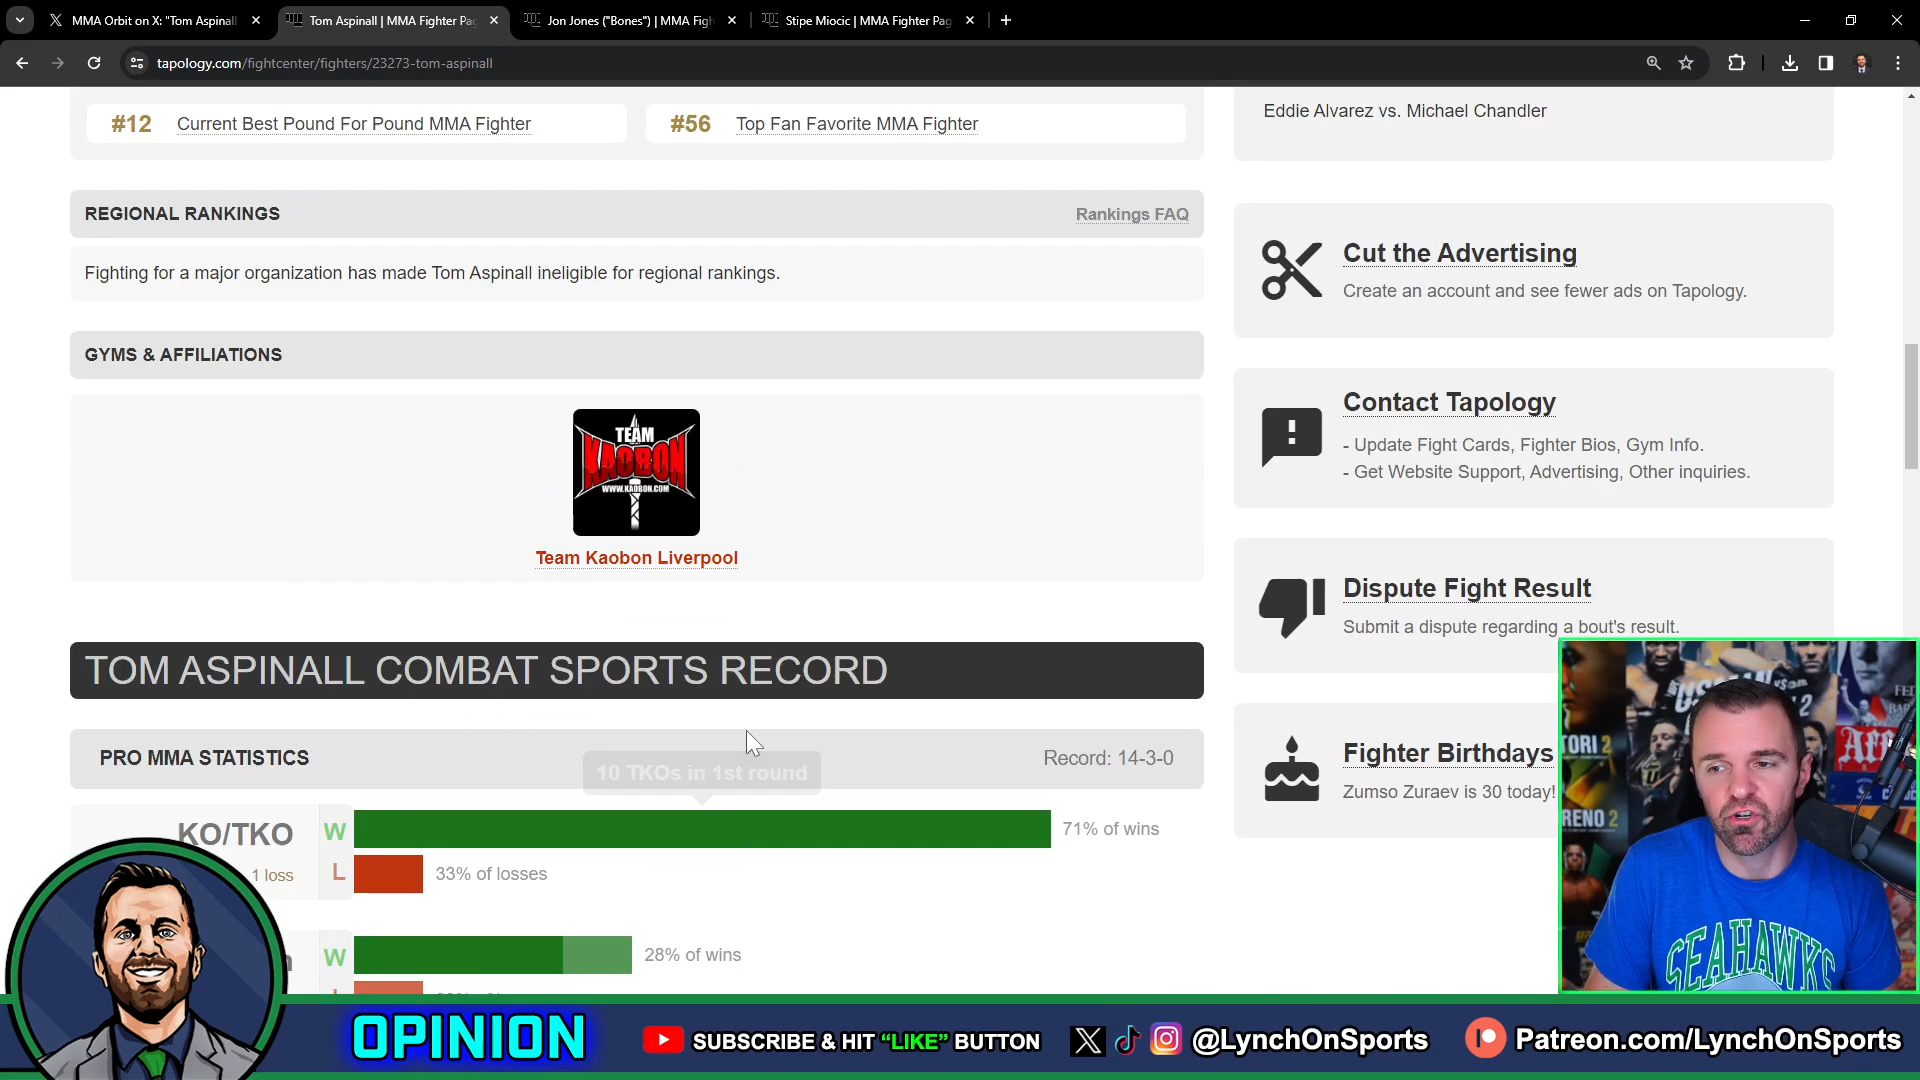 MMA Orbit on X: "Tom Aspinall
Tom Aspinall | MMA Fighter Pa
Jon Jones ("Bones") | MMA Figh
Stipe Miocic | MMA Fighter Pag
tapology.com/fightcenter/fighters/23273-tom-aspinall
#12 Current Best Pound For Pound MMA Fighter
#56 Top Fan Favorite MMA Fighter
Eddie Alvarez vs. Michael Chandler
REGIONAL RANKINGS
Rankings FAQ
Fighting for a major organization has made Tom Aspinall ineligible for regional rankings.
GYMS & AFFILIATIONS
TEAM
KAOBON
WWW.KAOBON.COM
Team Kaobon Liverpool
Cut the Advertising
Create an account and see fewer ads on Tapology.
Contact Tapology
- Update Fight Cards, Fighter Bios, Gym Info.
- Get Website Support, Advertising, Other inquiries.
Dispute Fight Result
Submit a dispute regarding a bout's result.
Fighter Birthdays
Zumso Zuraev is 30 today!
TOM ASPINALL COMBAT SPORTS RECORD
PRO MMA STATISTICS
10 TKOs in 1st round
Record: 14-3-0
KO/TKO
W
71% of wins
1 loss
L
33% of losses
W
28% of wins
USMAN
TORI 2
RENO 2
SEAHAWKS
OPINION
SUBSCRIBE & HIT “LIKE” BUTTON
@LynchOnSports
Patreon.com/LynchOnSports